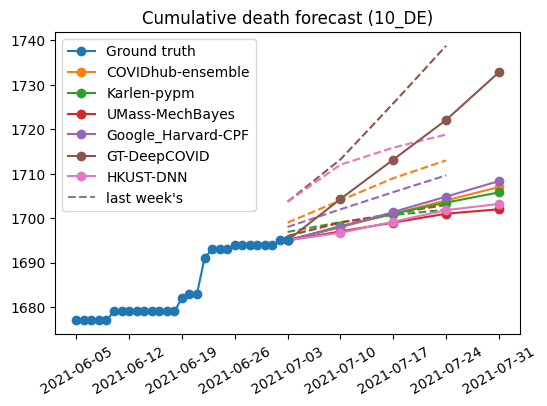 Cumulative death forecast (10_DE)
1740
1730
1720
1710
1700
1690
1680
Ground truth
COVIDhub-ensemble
Karlen-pypm
UMass-MechBayes
Google_Harvard-CPF
GT-DeepCOVID
HKUST-DNN
last week's
2021-06-05
2021-06-12
2021-06-19
2021-06-26
2021-07-03
2021-07-10
2021-07-17
2021-07-24
2021-07-31